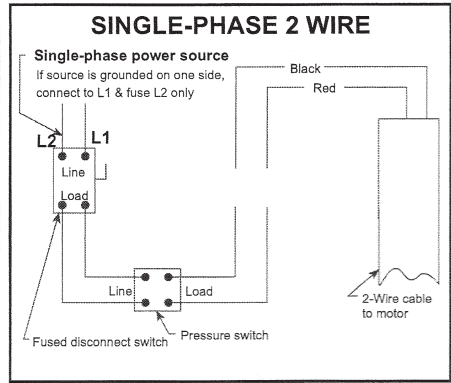 SINGLE-PHASE 2 WIRE
Single-phase power source
If source is grounded on one side,
connect to L1 & fuse L2 only
Black
Red
L2
L1
Line
Load
Line
Load
2-Wire cable
to motor
Pressure switch
Fused disconnect switch